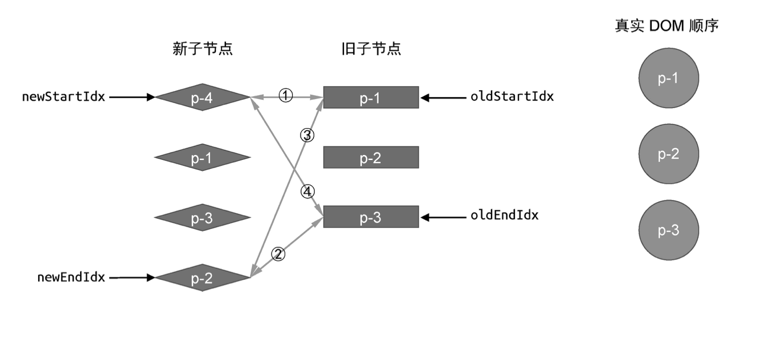 真实 DOM 顺序
新子节点
旧子节点
newStartIdx
p-4
①
p-1
oldStartIdx
p-1
③
p-1
p-2
p-2
④
p-3
p-3
oldEndIdx
p-3
②
newEndIdx
p-2